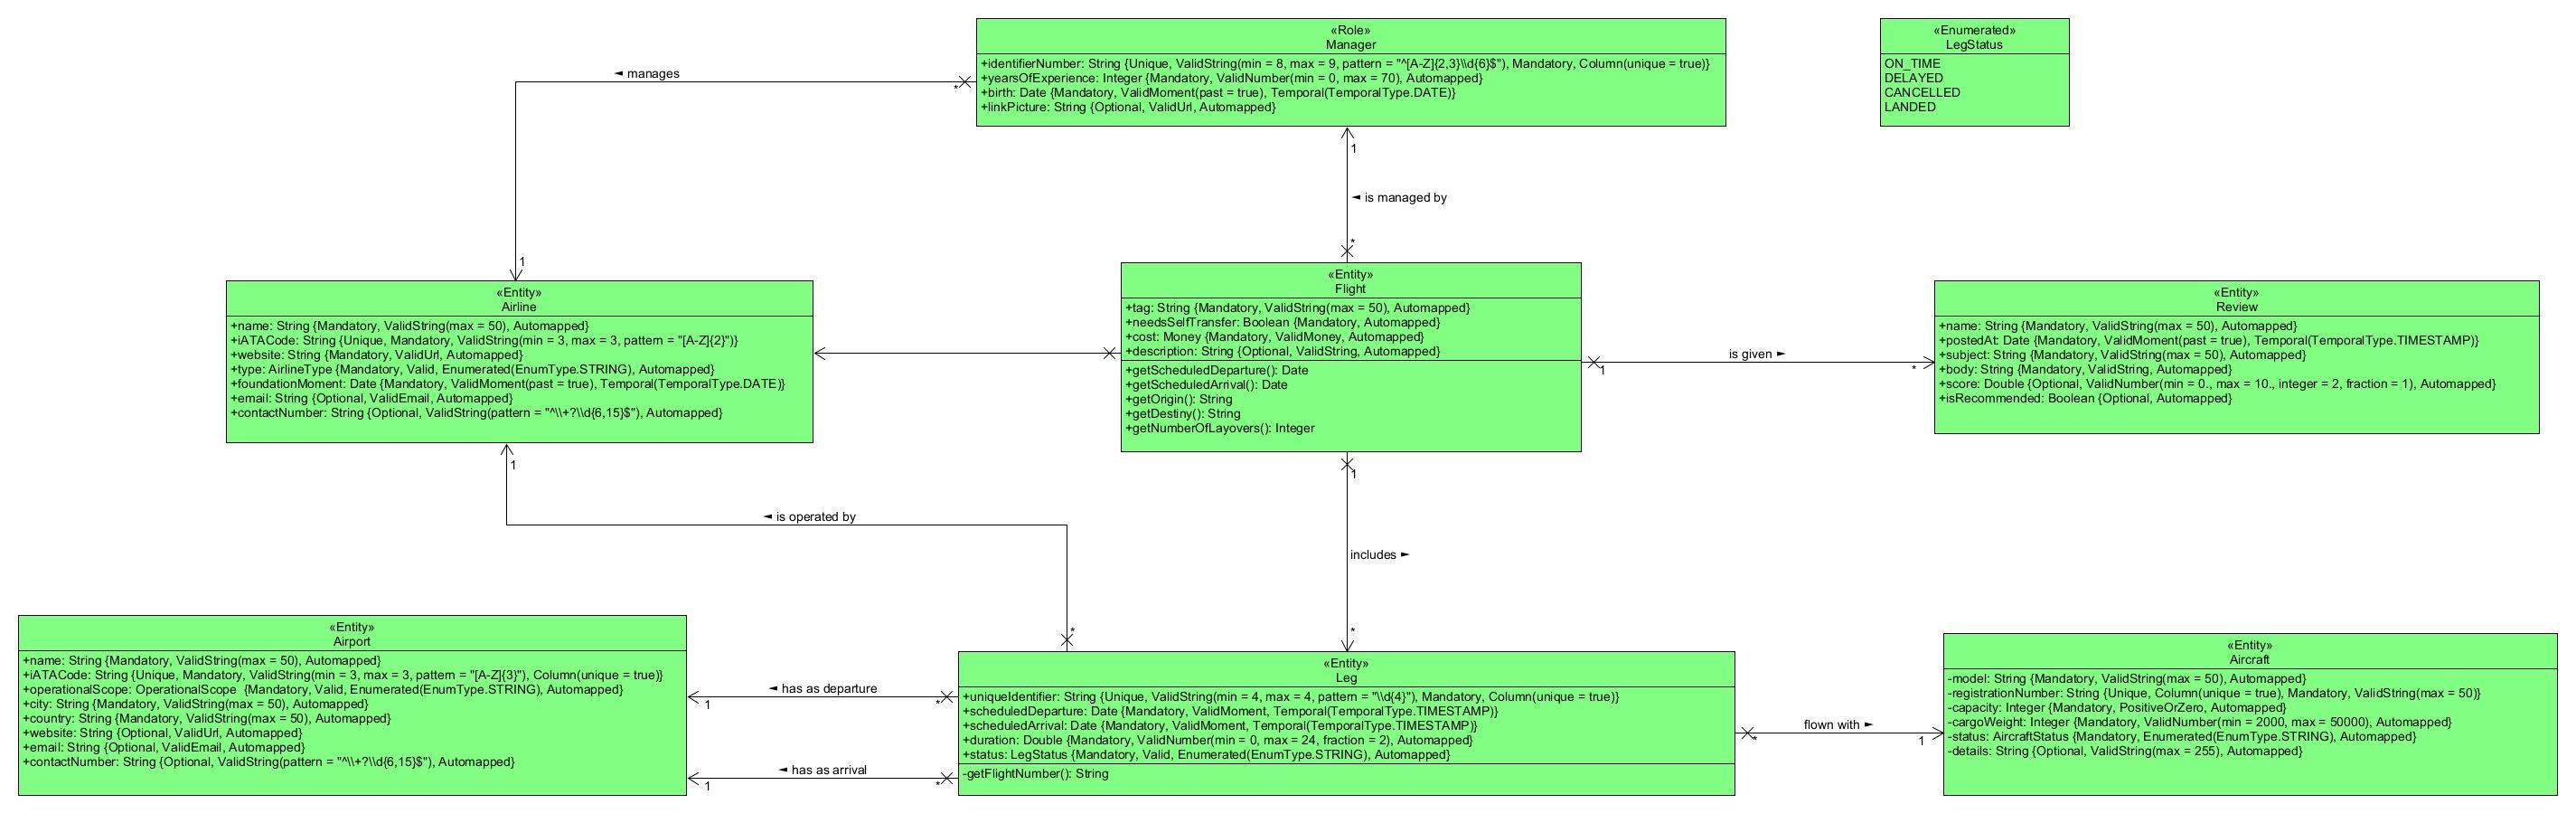 «Role»
Manager
+identifierNumber: String {Unique, ValidString(min = 8, max = 9, pattern = "^[A-Z]{2,3}\\d{6}$"), Mandatory, Column(unique = true)}
+yearsOfExperience: Integer {Mandatory, ValidNumber(min = 0, max = 70), Automapped}
+birth: Date {Mandatory, ValidMoment(past = true), Temporal(TemporalType.DATE)}
+linkPicture: String {Optional, ValidUrl, Automapped}
«Enumerated»
LegStatus
ON_TIME
DELAYED
CANCELLED
LANDED
◄ manages
*
1
1
◄ is managed by
*
«Entity»
Airline
+name: String {Mandatory, ValidString(max = 50), Automapped}
+iATACode: String {Unique, Mandatory, ValidString(min = 3, max = 3, pattern = "[A-Z]{2}")}
+website: String {Mandatory, ValidUrl, Automapped}
+type: AirlineType {Mandatory, Valid, Enumerated(EnumType.STRING), Automapped}
+foundationMoment: Date {Mandatory, ValidMoment(past = true), Temporal(TemporalType.DATE)}
+email: String {Optional, ValidEmail, Automapped}
+contactNumber: String {Optional, ValidString(pattern = "^\\+?\\d{6,15}$"), Automapped}
«Entity»
Flight
+tag: String {Mandatory, ValidString(max = 50), Automapped}
+needsSelfTransfer: Boolean {Mandatory, Automapped}
+cost: Money {Mandatory, ValidMoney, Automapped}
+description: String {Optional, ValidString, Automapped}
+getScheduledDeparture(): Date
+getScheduledArrival(): Date
+getOrigin(): String
+getDestiny(): String
+getNumberOfLayovers(): Integer
is given ►
1
*
«Entity»
Review
+name: String {Mandatory, ValidString(max = 50), Automapped}
+postedAt: Date {Mandatory, ValidMoment(past = true), Temporal(TemporalType.TIMESTAMP)}
+subject: String {Mandatory, ValidString(max = 50), Automapped}
+body: String {Mandatory, ValidString, Automapped}
+score: Double {Optional, ValidNumber(min = 0., max = 10., integer = 2, fraction = 1), Automapped}
+isRecommended: Boolean {Optional, Automapped}
1
◄ is operated by
*
1
includes ►
*
«Entity»
Airport
+name: String {Mandatory, ValidString(max = 50), Automapped}
+iATACode: String {Unique, Mandatory, ValidString(min = 3, max = 3, pattern = "[A-Z]{3}"), Column(unique = true)}
+operationalScope: OperationalScope {Mandatory, Valid, Enumerated(EnumType.STRING), Automapped}
+city: String {Mandatory, ValidString(max = 50), Automapped}
+country: String {Mandatory, ValidString(max = 50), Automapped}
+website: String {Optional, ValidUrl, Automapped}
+email: String {Optional, ValidEmail, Automapped}
+contactNumber: String {Optional, ValidString(pattern = "^\\+?\\d{6,15}$"), Automapped}
◄ has as departure
1
*
◄ has as arrival
1
*
«Entity»
Leg
+uniqueIdentifier: String {Unique, ValidString(min = 4, max = 4, pattern = "\\d{4}"), Mandatory, Column(unique = true)}
+scheduledDeparture: Date {Mandatory, ValidMoment, Temporal(TemporalType.TIMESTAMP)}
+scheduledArrival: Date {Mandatory, ValidMoment, Temporal(TemporalType.TIMESTAMP)}
+duration: Double {Mandatory, ValidNumber(min = 0, max = 24, fraction = 2), Automapped}
+status: LegStatus {Mandatory, Valid, Enumerated(EnumType.STRING), Automapped}
-getFlightNumber(): String
flown with ►
*
1
«Entity»
Aircraft
-model: String {Mandatory, ValidString(max = 50), Automapped}
-registrationNumber: String {Unique, Column(unique = true), Mandatory, ValidString(max = 50)}
-capacity: Integer {Mandatory, PositiveOrZero, Automapped}
-cargoWeight: Integer {Mandatory, ValidNumber(min = 2000, max = 50000), Automapped}
-status: AircraftStatus {Mandatory, Enumerated(EnumType.STRING), Automapped}
-details: String {Optional, ValidString(max = 255), Automapped}